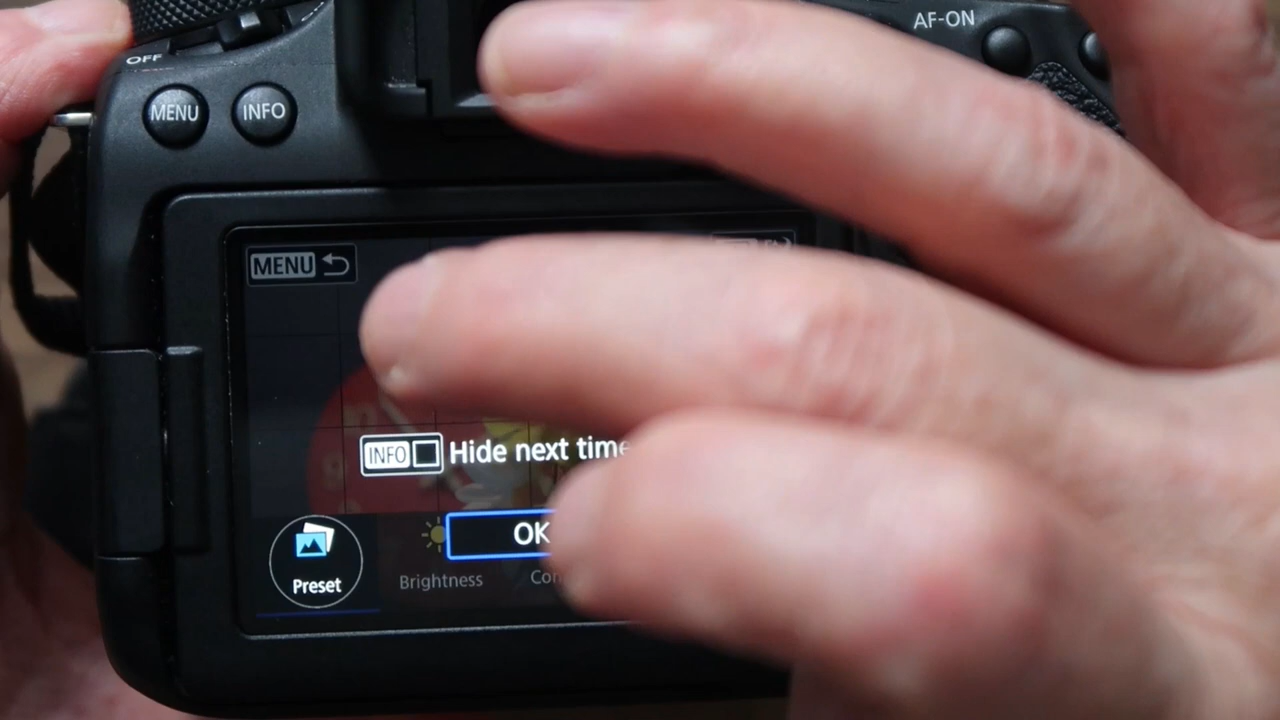 AF-ON
OFF
MENU INFO
MENU
INFO Hide next time
OK
Preset
Brightness